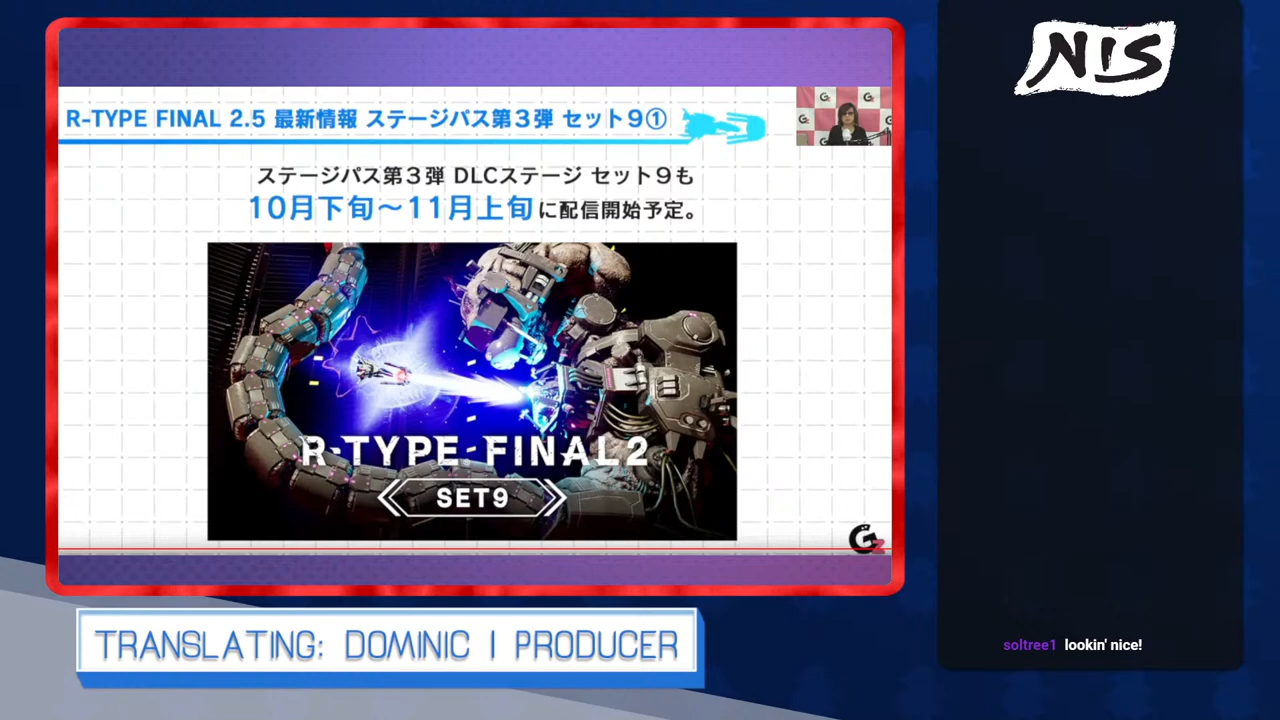 R-TYPE FINAL 2.5 最新情報 ステージパス第３弾 セット９①
ステージパス第３弾 DLCステージ セット９も
10月下旬～11月上旬に配信開始予定。
R-TYPE FINAL2
SET9
Gz
TRANSLATING: DOMINIC | PRODUCER
NIS
soltree1 lookin' nice!